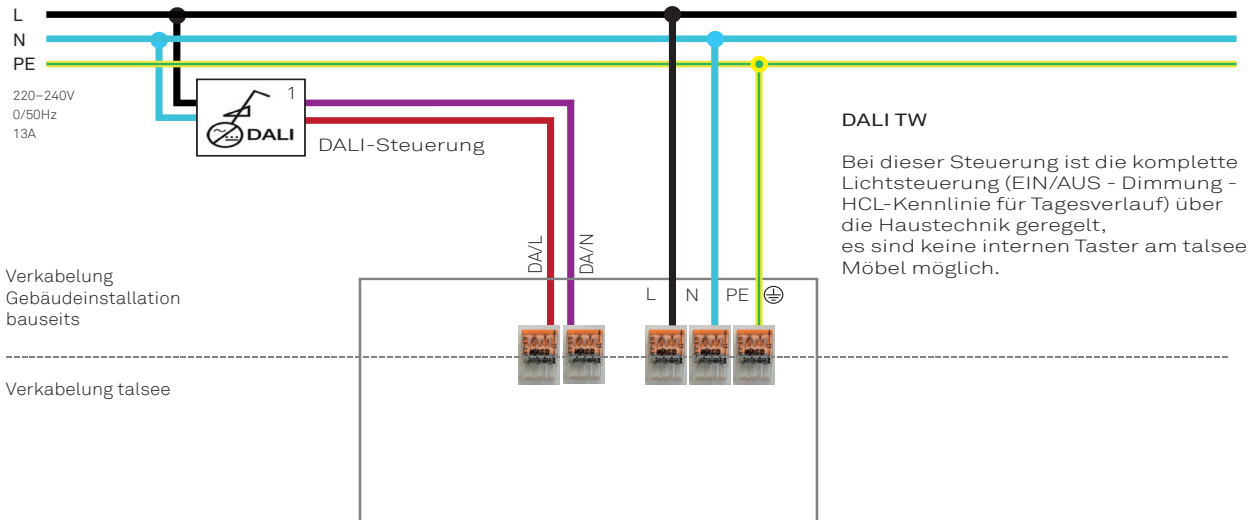 L
N
PE
220–240V
0/50Hz
13A
1
DALI
DALI-Steuerung
DALI TW
Bei dieser Steuerung ist die komplette
Lichtsteuerung (EIN/AUS - Dimmung -
HCL-Kennlinie für Tagesverlauf) über
die Haustechnik geregelt,
es sind keine internen Taster am talsee
Möbel möglich.
DA/L
DA/N
Verkabelung
Gebäudeinstallation
bauseits
L N PE
Verkabelung talsee